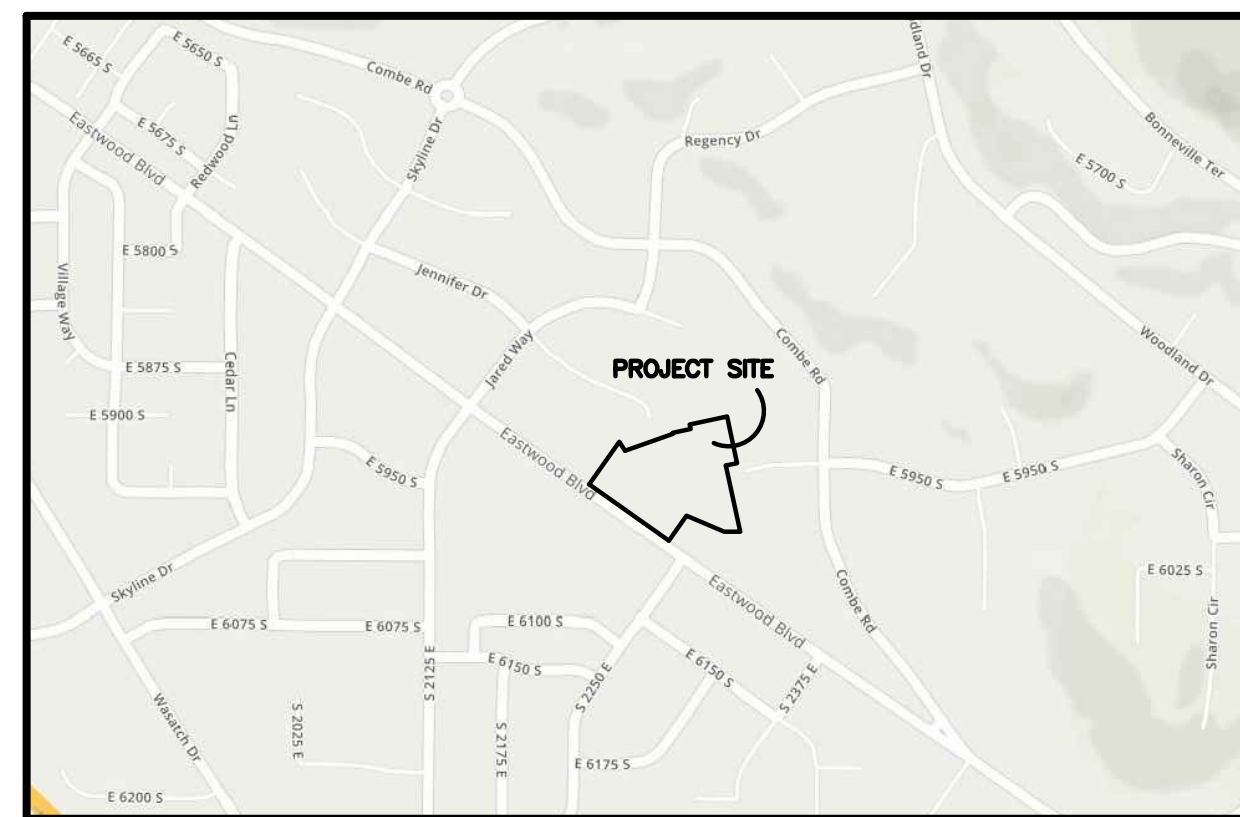 E 5665 S
E 5650 S
Combe Rd
dland Dr
Eastwood Blvd
E 5675 S
Redwood Ln
Skyline Dr
Regency Dr
Bonneville Ter
E 5700 S
E 5800 S
Village Way
Jennifer Dr
Jared Way
Combe Rd
Woodland Dr
E 5875 S
Cedar Ln
PROJECT SITE
E 5900 S
Eastwood Blvd
E 5950 S
E 5950 S
E 5950 S
Sharon Cir
Skyline Dr
E 6025 S
Eastwood Blvd
Combe Rd
E 6075 S
E 6075 S
E 6100 S
Sharon Cir
S 2125 E
E 6150 S
E 6150 S
S 2250 E
S 2375 E
Wasatch Dr
S 2025 E
S 2175 E
E 6175 S
E 6200 S